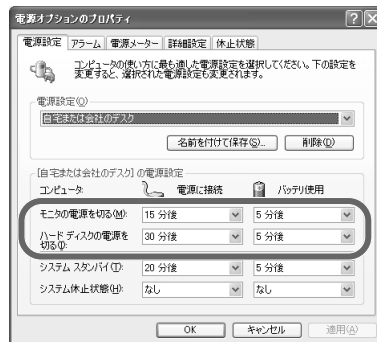 電源オプションのプロパティ
電源設定 アラーム 電源メーター 詳細設定 休止状態
コンピュータの使い方に最も適した電源設定を選択してください。下の設定を
変更すると、選択された電源設定も変更されます。
電源設定(O)
自宅または会社のデスク
名前を付けて保存(S)... 削除(D)
[自宅または会社のデスク] の電源設定
コンピュータ: 電源に接続 バッテリ使用
モニタの電源を切る(M): 15 分後 5 分後
ハード ディスクの電源を 30 分後 5 分後
切る(I):
システム スタンバイ(T): 20 分後 5 分後
システム休止状態(H): なし なし
OK キャンセル 適用(A)